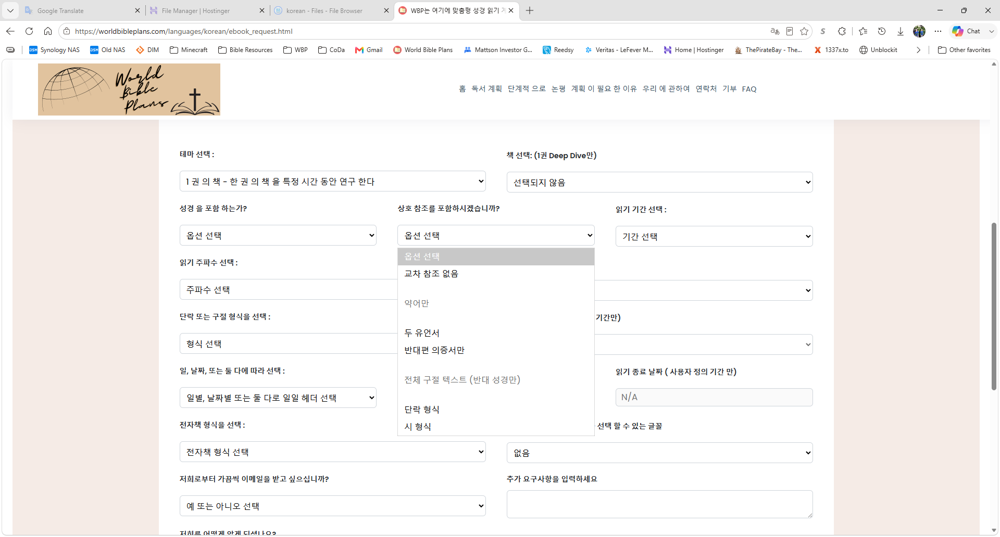 Google Translate
File Manager | Hostinger
korean - Files - File Browser
WBP는 여기에 맞춤형 성경 읽기
https://worldbibleplans.com/languages/korean/ebook_request.html
Chat
Synology NAS
Old NAS
DIM
Minecraft
Bible Resources
WBP
CoDa
Gmail
World Bible Plans
Mattson Investor G...
Reedsy
Veritas - LeFever M...
Home | Hostinger
ThePirateBay - The...
1337x.to
Unblockit
Other favorites
World
Bible
Plans
홈 독서 계획 단계적 으로 논평 계획 이 필요 한 이유 우리 에 관하여 연락처 기부 FAQ
테마 선택 :
책 선택: (1권 Deep Dive만)
1 권 의 책 - 한 권 의 책 을 특정 시간 동안 연구 한다
선택되지 않음
성경 을 포함 하는가?
상호 참조를 포함하시겠습니까?
읽기 기간 선택 :
옵션 선택
옵션 선택
기간 선택
옵션 선택
읽기 주파수 선택 :
교차 참조 없음
주파수 선택
약어만
단락 또는 구절 형식을 선택 :
기간만)
두 유언서
형식 선택
반대편 의증서만
일, 날짜, 또는 둘 다에 따라 선택 :
읽기 종료 날짜 ( 사용자 정의 기간 만)
전체 구절 텍스트 (반대 성경만)
일별, 날짜별 또는 둘 다로 일일 헤더 선택
N/A
단락 형식
전자책 형식을 선택 :
시 형식
선택 할 수 있는 글꼴
전자책 형식 선택
없음
저희로부터 가끔씩 이메일을 받고 싶으십니까?
추가 요구사항을 입력하세요
예 또는 아니오 선택
저희를 어떻게 알게 되셨나요?